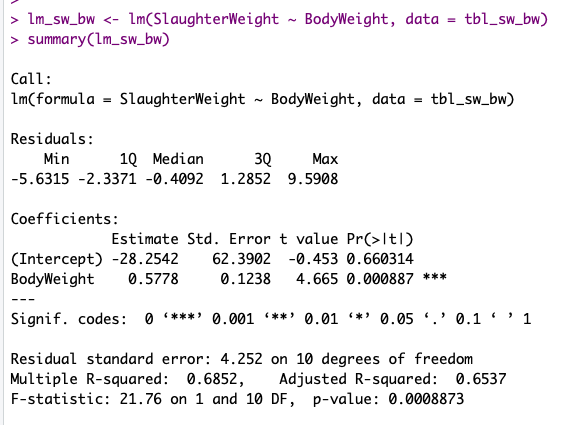 > lm_sw_bw <- lm(SlaughterWeight ~ BodyWeight, data = tbl_sw_bw)
> summary(lm_sw_bw)
Call:
lm(formula = SlaughterWeight ~ BodyWeight, data = tbl_sw_bw)
Residuals:
    Min      1Q  Median      3Q     Max
-5.6315 -2.3371 -0.4092  1.2852  9.5908
Coefficients:
            Estimate Std. Error t value Pr(>|t|)
(Intercept) -28.2542    62.3902  -0.453 0.660314
BodyWeight    0.5778     0.1238   4.665 0.000887 ***
---
Signif. codes:  0 ‘***’ 0.001 ‘**’ 0.01 ‘*’ 0.05 ‘.’ 0.1 ‘ ’ 1
Residual standard error: 4.252 on 10 degrees of freedom
Multiple R-squared:  0.6852,    Adjusted R-squared:  0.6537
F-statistic: 21.76 on 1 and 10 DF,  p-value: 0.0008873